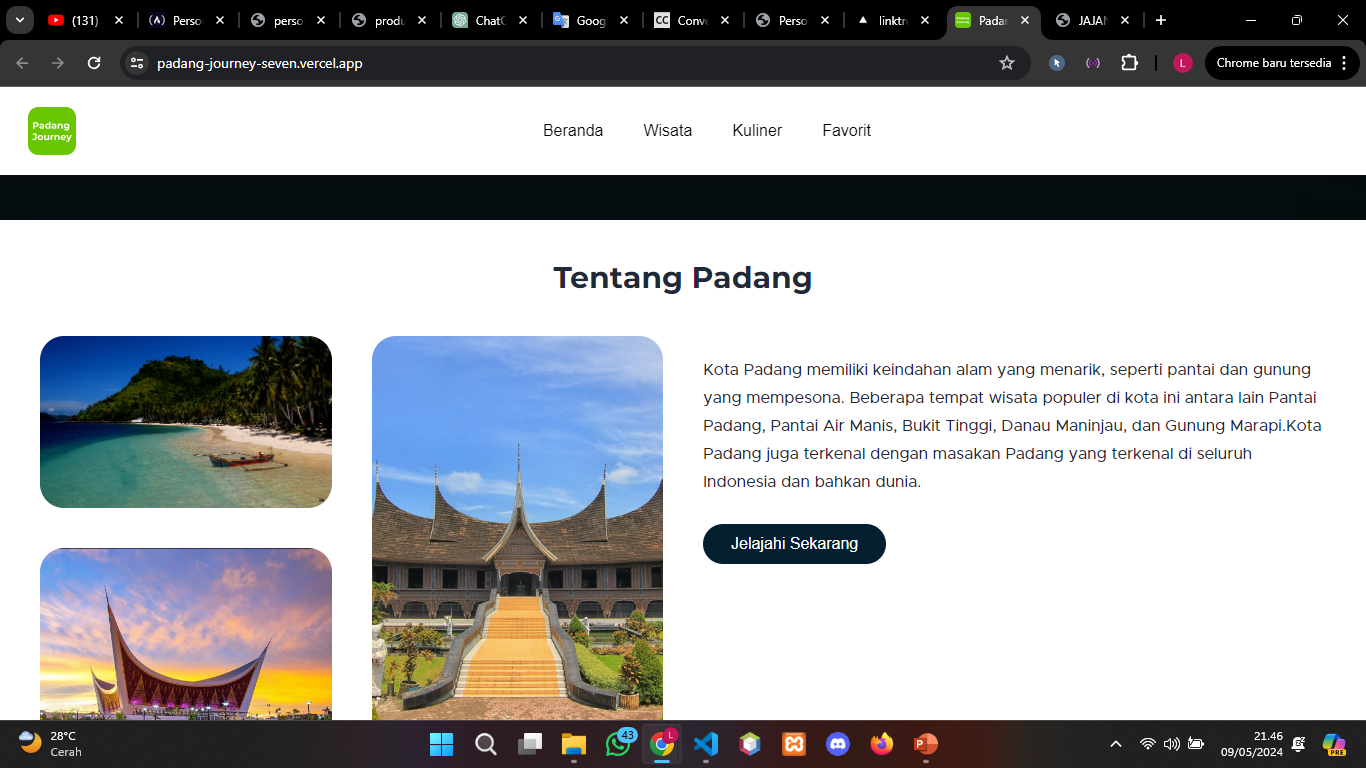 (131)
Perso
perso
produ
ChatG
Goog
Conve
Perso
linktre
Padan
JAJAN
padang-journey-seven.vercel.app
L
Chrome baru tersedia
Padang
Journey
Beranda
Wisata
Kuliner
Favorit
Tentang Padang
Kota Padang memiliki keindahan alam yang menarik, seperti pantai dan gunung
yang mempesona. Beberapa tempat wisata populer di kota ini antara lain Pantai
Padang, Pantai Air Manis, Bukit Tinggi, Danau Maninjau, dan Gunung Marapi.Kota
Padang juga terkenal dengan masakan Padang yang terkenal di seluruh
Indonesia dan bahkan dunia.
Jelajahi Sekarang
28°C
Cerah
43
L
21.46
09/05/2024
PRE